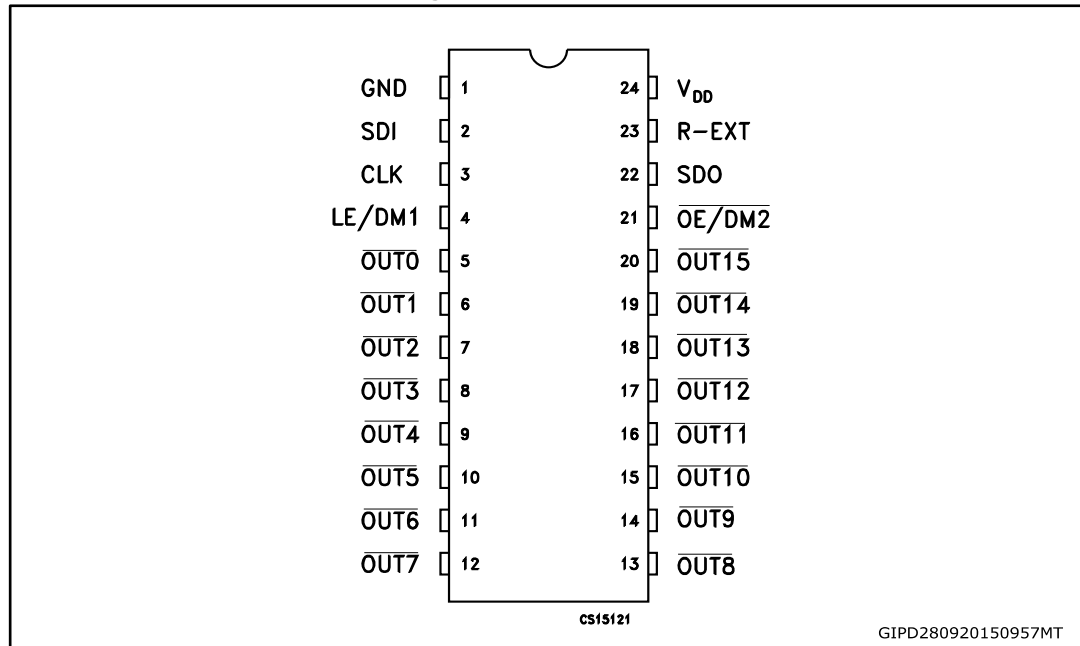 GND 1 24 VDD
SDI 2 23 R-EXT
CLK 3 22 SDO
LE/DM1 4 21 OE/DM2
OUT0 5 20 OUT15
OUT1 6 19 OUT14
OUT2 7 18 OUT13
OUT3 8 17 OUT12
OUT4 9 16 OUT11
OUT5 10 15 OUT10
OUT6 11 14 OUT9
OUT7 12 13 OUT8
CS15121
GIPD280920150957MT